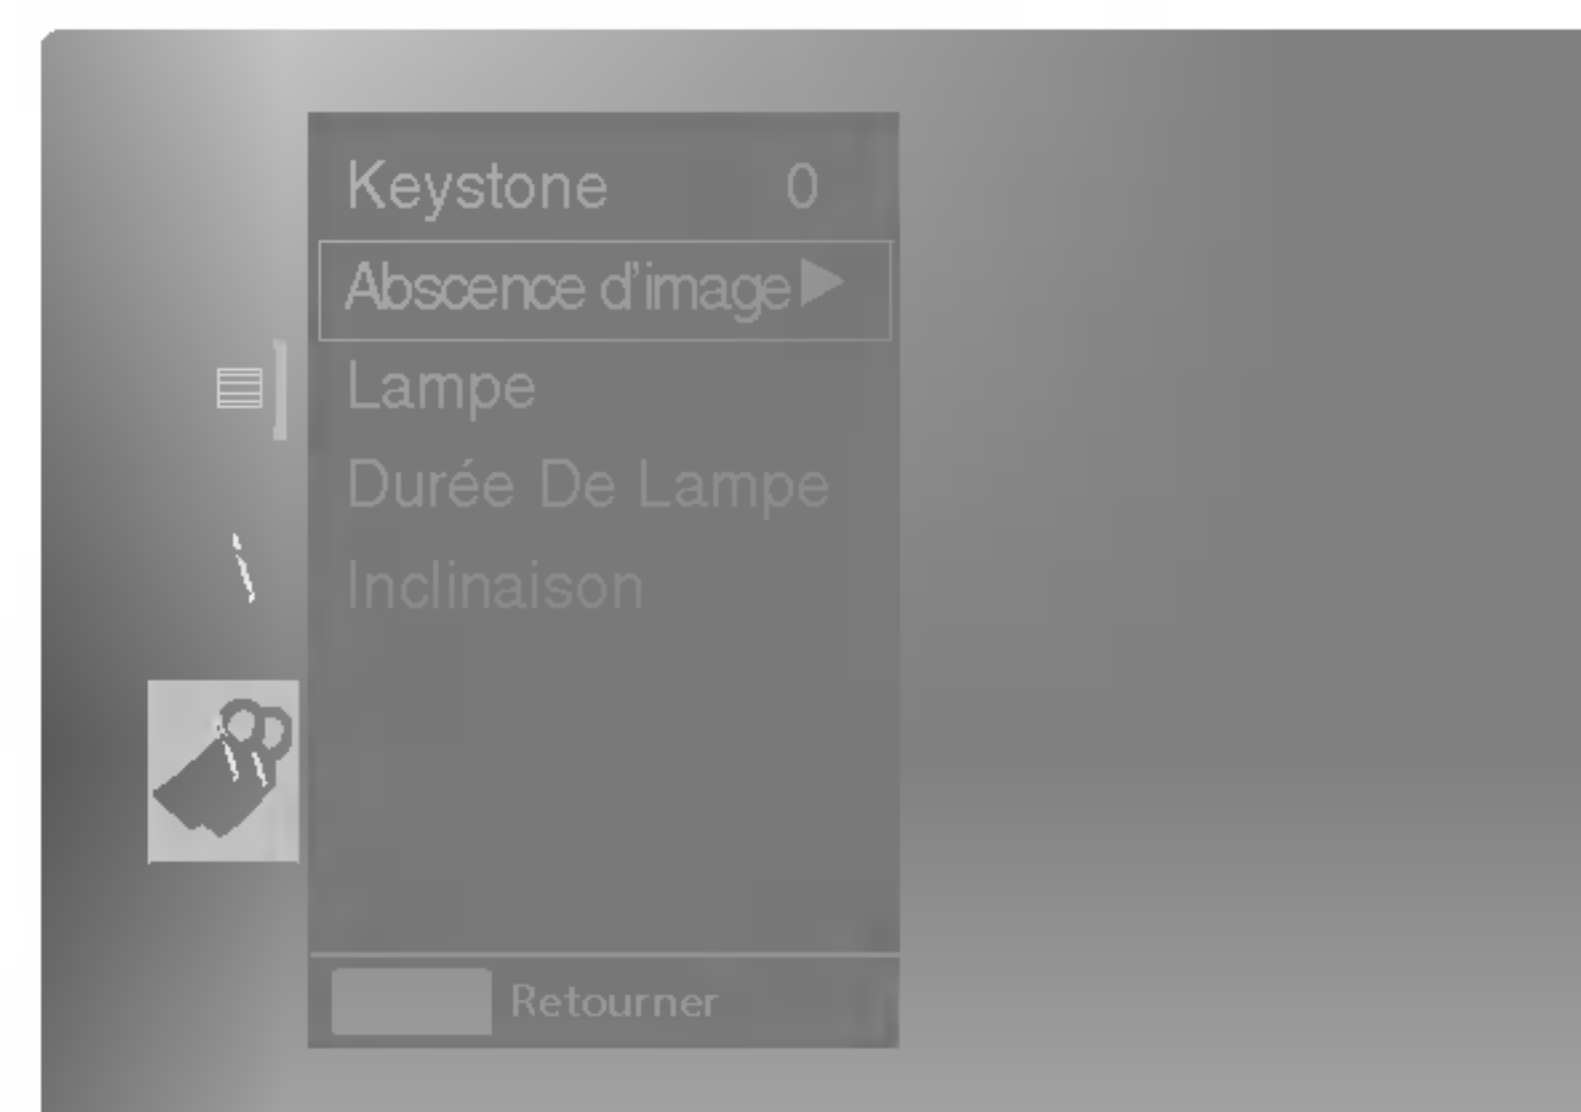 Keystone 0
Abscence d'image
Lampe
Durée De Lampe
Inclinaison
Retourner